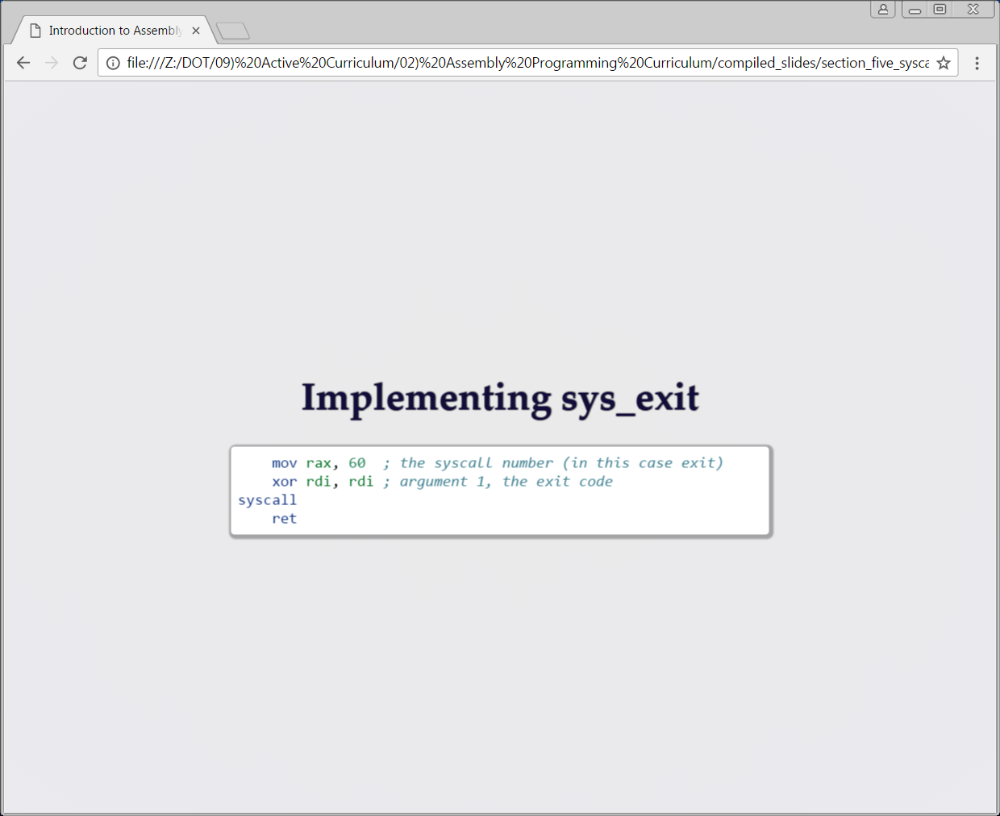 Introduction to Assembly
file:///Z:/DOT/09)%20Active%20Curriculum/02)%20Assembly%20Programming%20Curriculum/compiled_slides/section_five_sysca
Implementing sys_exit
mov rax, 60 ; the syscall number (in this case exit)
xor rdi, rdi ; argument 1, the exit code
syscall
ret